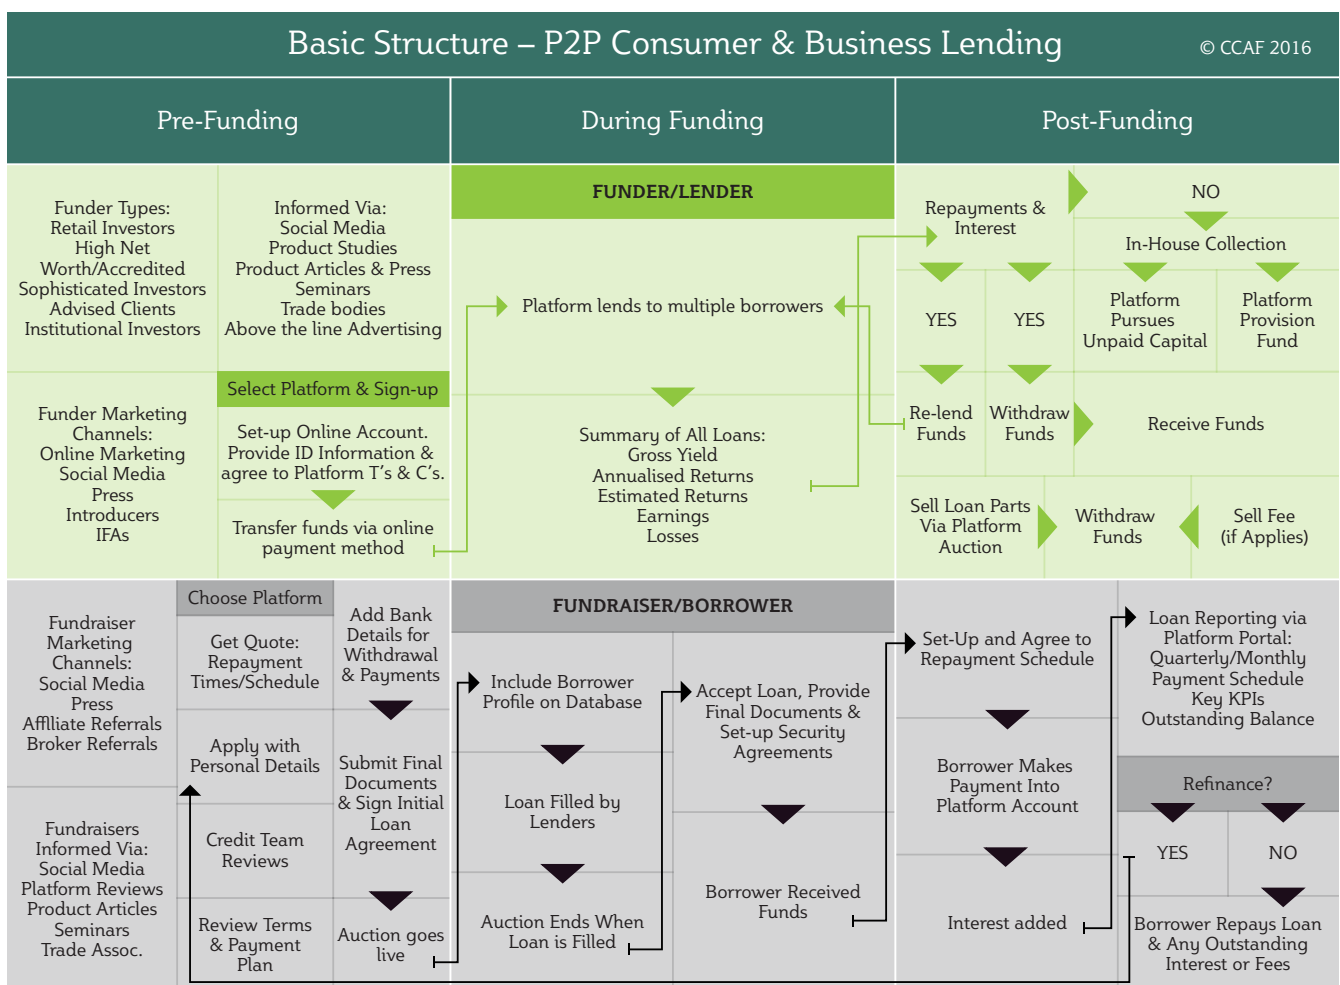 Basic Structure – P2P Consumer & Business Lending
© CCAF 2016
Pre-Funding
During Funding
Post-Funding
Funder Types:
Retail Investors
High Net
Worth/Accredited
Sophisticated Investors
Advised Clients
Institutional Investors
Informed Via:
Social Media
Product Studies
Product Articles & Press
Seminars
Trade bodies
Above the line Advertising
Funder Marketing
Channels:
Online Marketing
Social Media
Press
Introducers
IFAs
Select Platform & Sign-up
Set-up Online Account.
Provide ID Information &
agree to Platform T's & C's.
Transfer funds via online
payment method
FUNDER/LENDER
Platform lends to multiple borrowers
Summary of All Loans:
Gross Yield
Annualised Returns
Estimated Returns
Earnings
Losses
Repayments &
Interest
NO
In-House Collection
YES
YES
Platform
Pursues
Unpaid Capital
Platform
Provision
Fund
Re-lend
Funds
Withdraw
Funds
Receive Funds
Sell Loan Parts
Via Platform
Auction
Withdraw
Funds
Sell Fee
(if Applies)
Fundraiser
Marketing
Channels:
Social Media
Press
Affliate Referrals
Broker Referrals
Fundraisers
Informed Via:
Social Media
Platform Reviews
Product Articles
Seminars
Trade Assoc.
Choose Platform
Get Quote:
Repayment
Times/Schedule
Apply with
Personal Details
Credit Team
Reviews
Review Terms
& Payment
Plan
Add Bank
Details for
Withdrawal
& Payments
Submit Final
Documents
& Sign Initial
Loan
Agreement
Auction goes
live
FUNDRAISER/BORROWER
Include Borrower
Profile on Database
Loan Filled by
Lenders
Auction Ends When
Loan is Filled
Accept Loan, Provide
Final Documents &
Set-up Security
Agreements
Borrower Received
Funds
Set-Up and Agree to
Repayment Schedule
Borrower Makes
Payment Into
Platform Account
Interest added
Loan Reporting via
Platform Portal:
Quarterly/Monthly
Payment Schedule
Key KPIs
Outstanding Balance
Refinance?
YES
NO
Borrower Repays Loan
& Any Outstanding
Interest or Fees